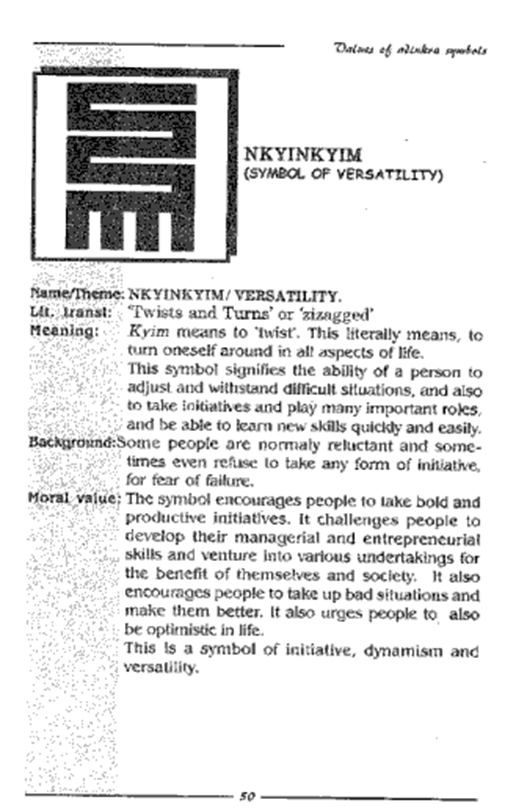 Values of adinkra symbols
NKYINKYIM
(SYMBOL OF VERSATILITY)
Name/Theme: NKYINKYIM/ VERSATILITY.
Lit. transl: 'Twists and Turns' or 'zizagged'
Meaning: Kyim means to 'twist'. This literally means, to
turn oneself around in all aspects of life.
This symbol signifies the ability of a person to
adjust and withstand difficult situations, and also
to take initiatives and play many important roles,
and be able to learn new skills quickly and easily.
Background: Some people are normaly reluctant and some-
times even refuse to take any form of initiative,
for fear of failure.
Moral value: The symbol encourages people to take bold and
productive initiatives. It challenges people to
develop their managerial and entrepreneurial
skills and venture into various undertakings for
the benefit of themselves and society. It also
encourages people to take up bad situations and
make them better. It also urges people to also
be optimistic in life.
This is a symbol of initiative, dynamism and
versatility.
50